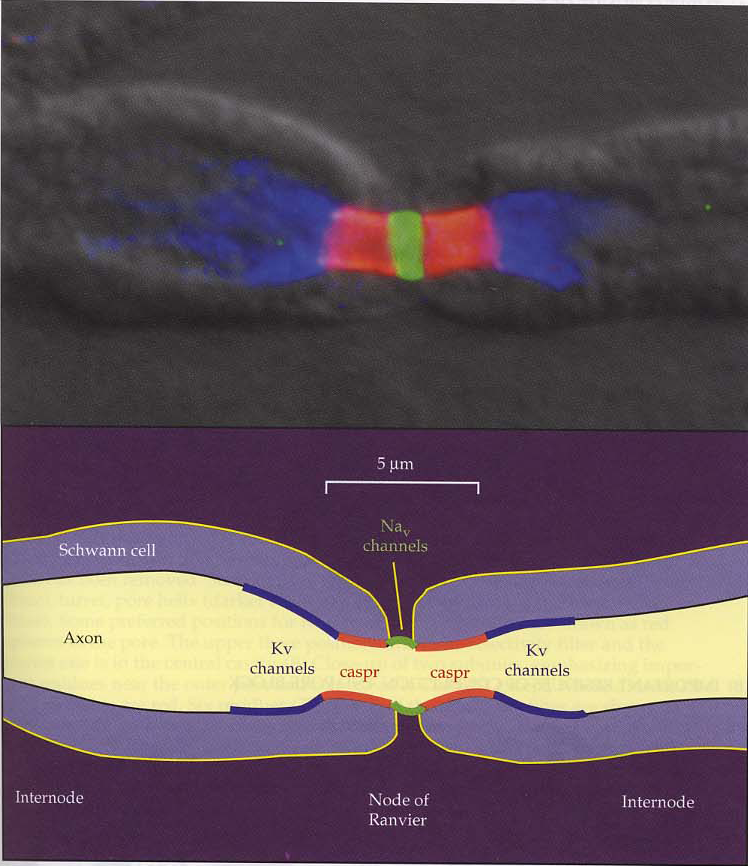 5 µm
Nav
channels
Schwann cell
Axon
Kv
channels
caspr
caspr
Kv
channels
Internode
Node of
Ranvier
Internode